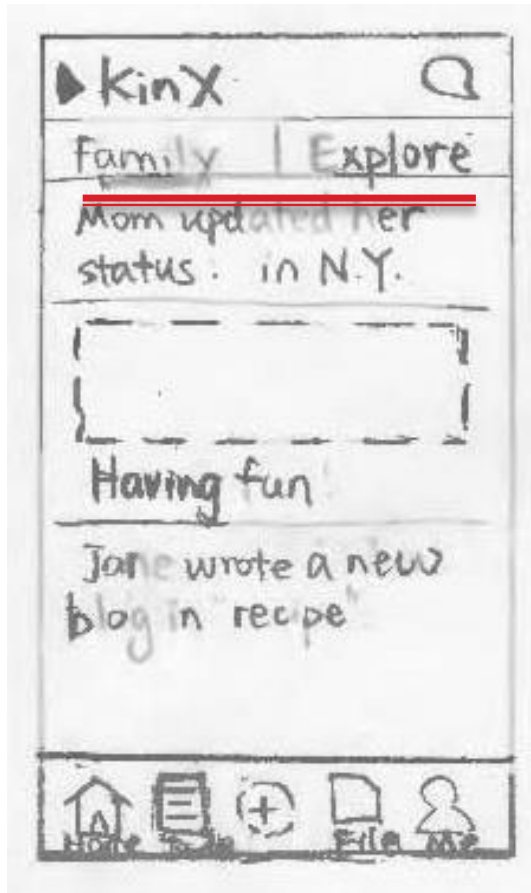 KinX
Family | Explore
Mom updated her
status: in N.Y.
Having fun!
Jane wrote a new
blog in "recipe"
Home File Me